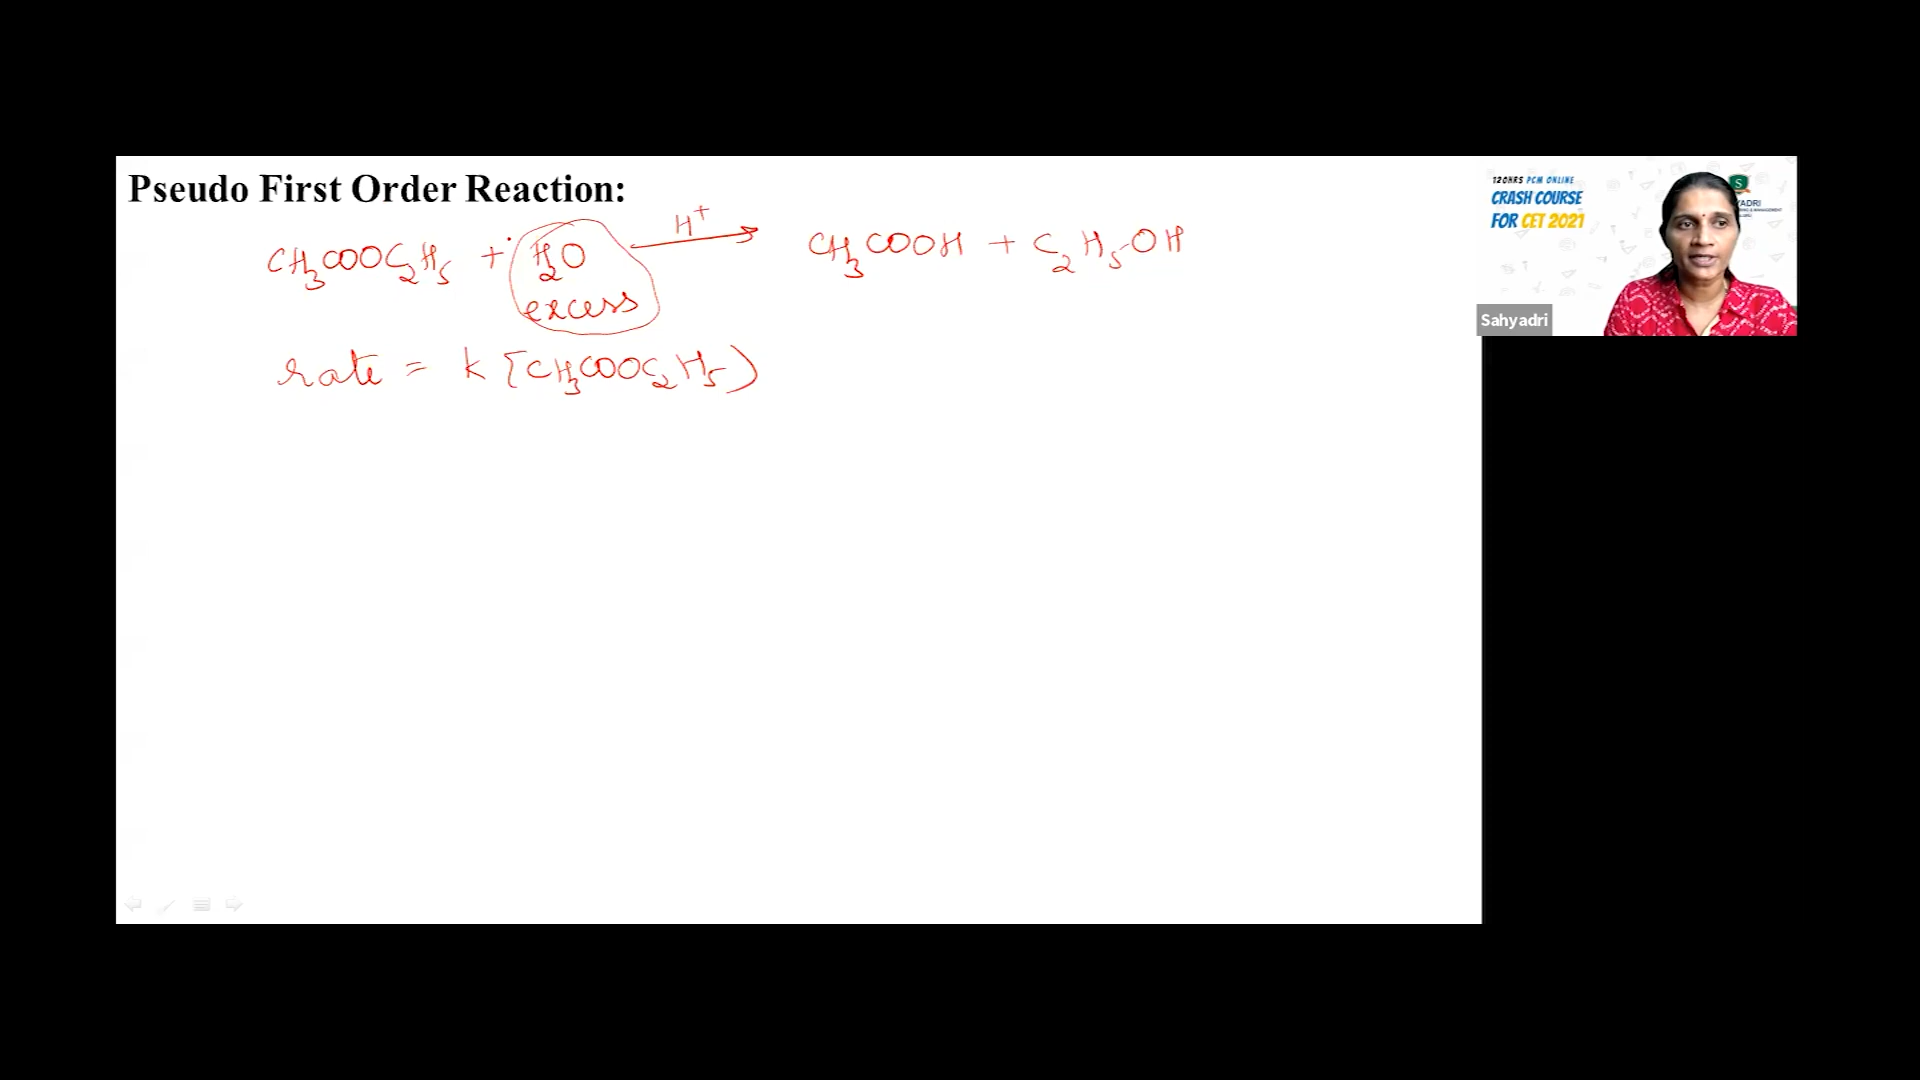 Pseudo First Order Reaction:
CH₃COOC₂H₅ + H₂O H⁺→ CH₃COOH + C₂H₅-OH
excess
rate = k [CH₃COOC₂H₅)
120HRS PCM ONLINE
CRASH COURSE
FOR CET 2021
S
YADRI
Sahyadri